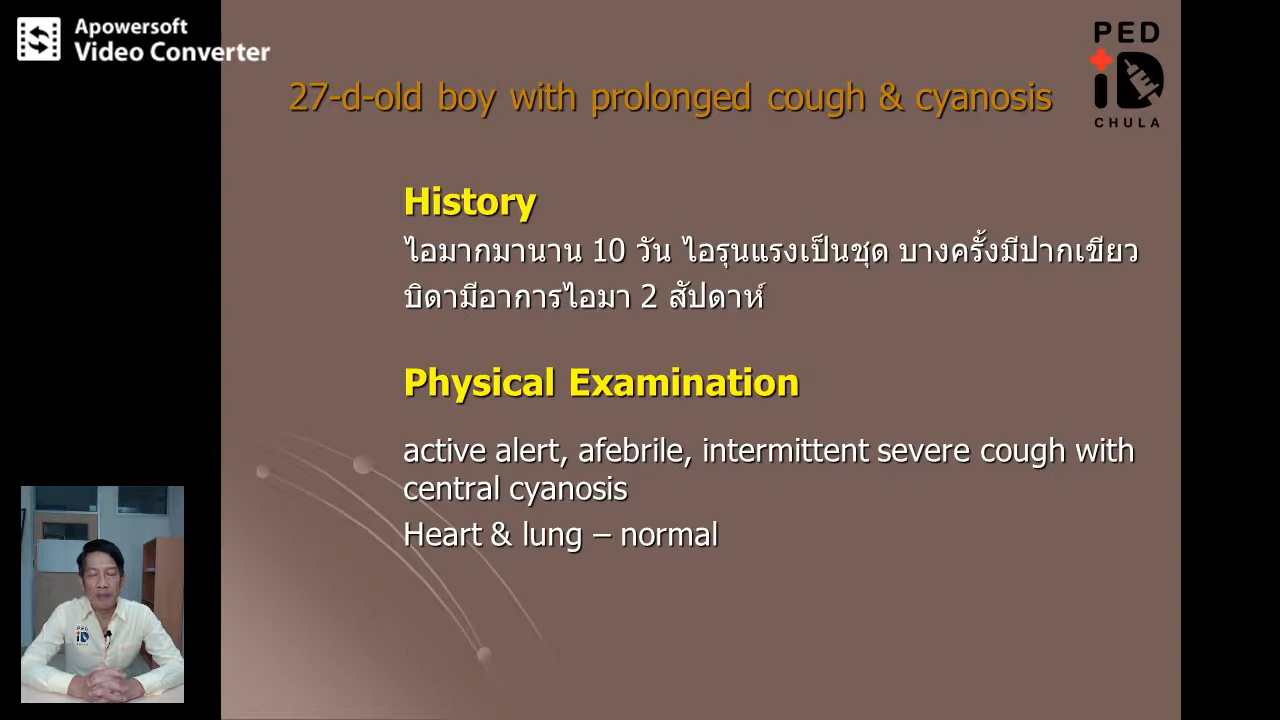 Apowersoft
Video Converter
PED
iD
CHULA
27-d-old boy with prolonged cough & cyanosis
History
ไอมากมานาน 10 วัน ไอรุนแรงเป็นชุด บางครั้งมีปากเขียว
บิดามีอาการไอมา 2 สัปดาห์
Physical Examination
active alert, afebrile, intermittent severe cough with
central cyanosis
Heart & lung – normal
PED
iD
CHULA